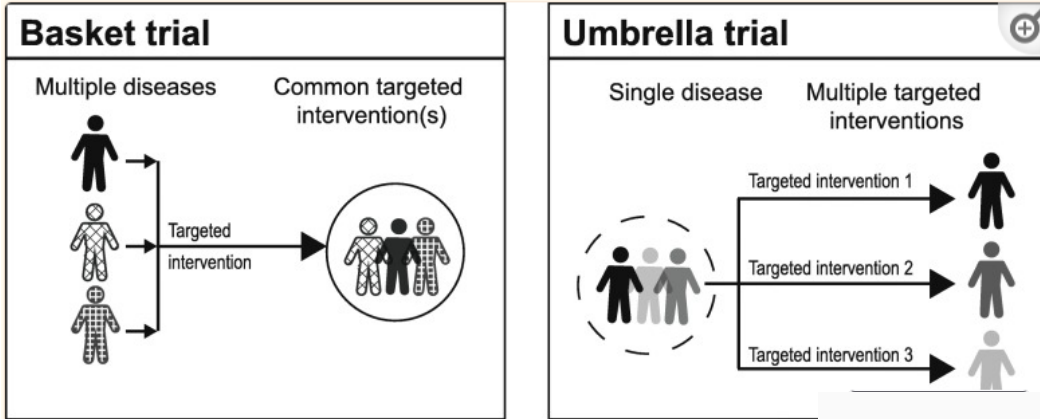 Basket trial
Multiple diseases
Common targeted
intervention(s)
Targeted
intervention
Umbrella trial
Single disease
Multiple targeted
interventions
Targeted intervention 1
Targeted intervention 2
Targeted intervention 3